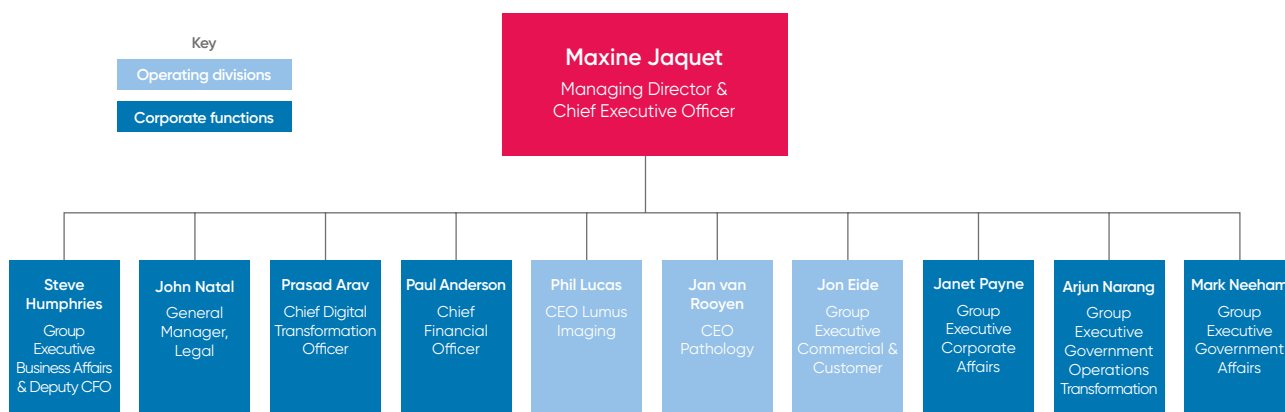 Key
Operating divisions
Corporate functions
Maxine Jaquet
Managing Director &
Chief Executive Officer
Steve
Humphries
Group
Executive
Business Affairs
& Deputy CFO
John Natal
General
Manager,
Legal
Prasad Arav
Chief Digital
Transformation
Officer
Paul Anderson
Chief
Financial
Officer
Phil Lucas
CEO Lumus
Imaging
Jan van
Rooyen
CEO
Pathology
Jon Eide
Group
Executive
Commercial &
Customer
Janet Payne
Group
Executive
Corporate
Affairs
Arjun Narang
Group
Executive
Government
Operations
Transformation
Mark Neeham
Group
Executive
Government
Affairs